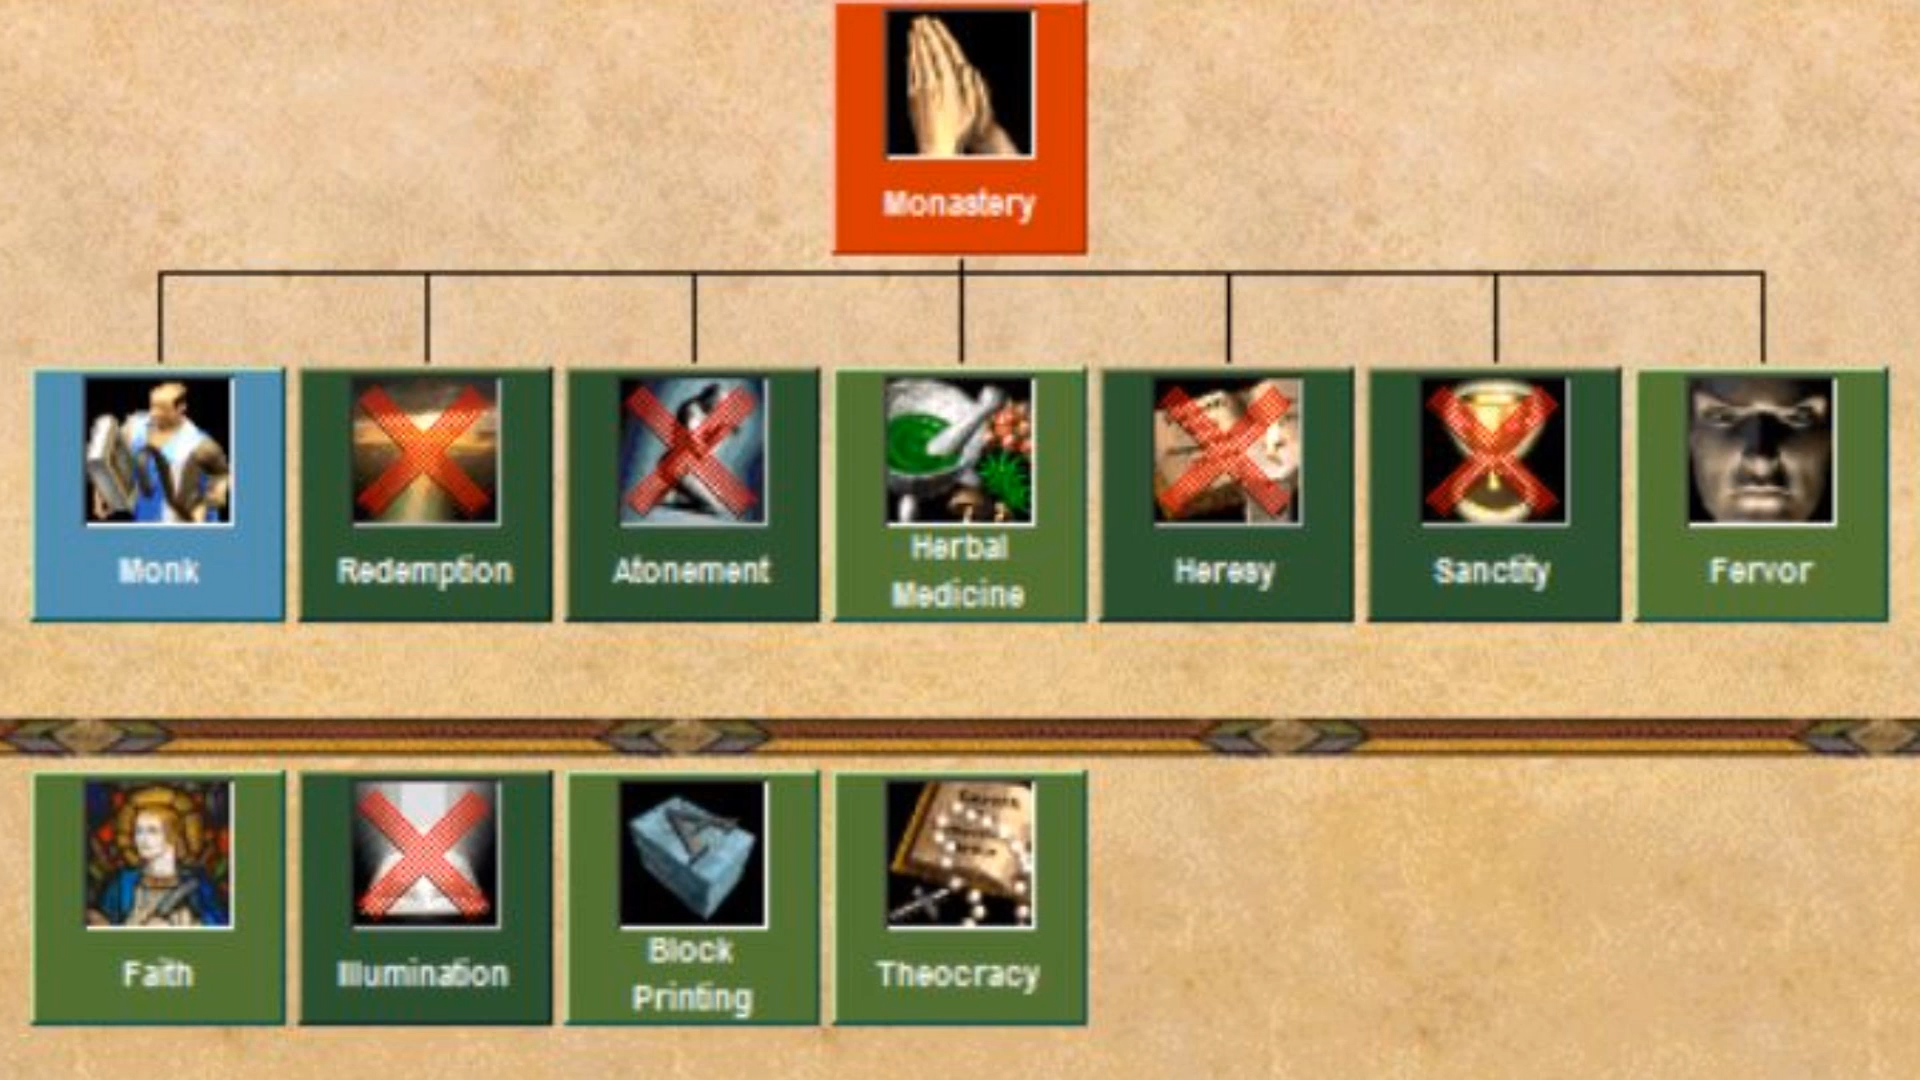 Monastery
Monk
Redemption
Atonement
Herbal
Medicine
Heresy
Sanctity
Fervor
Faith
Illumination
Block
Printing
Theocracy